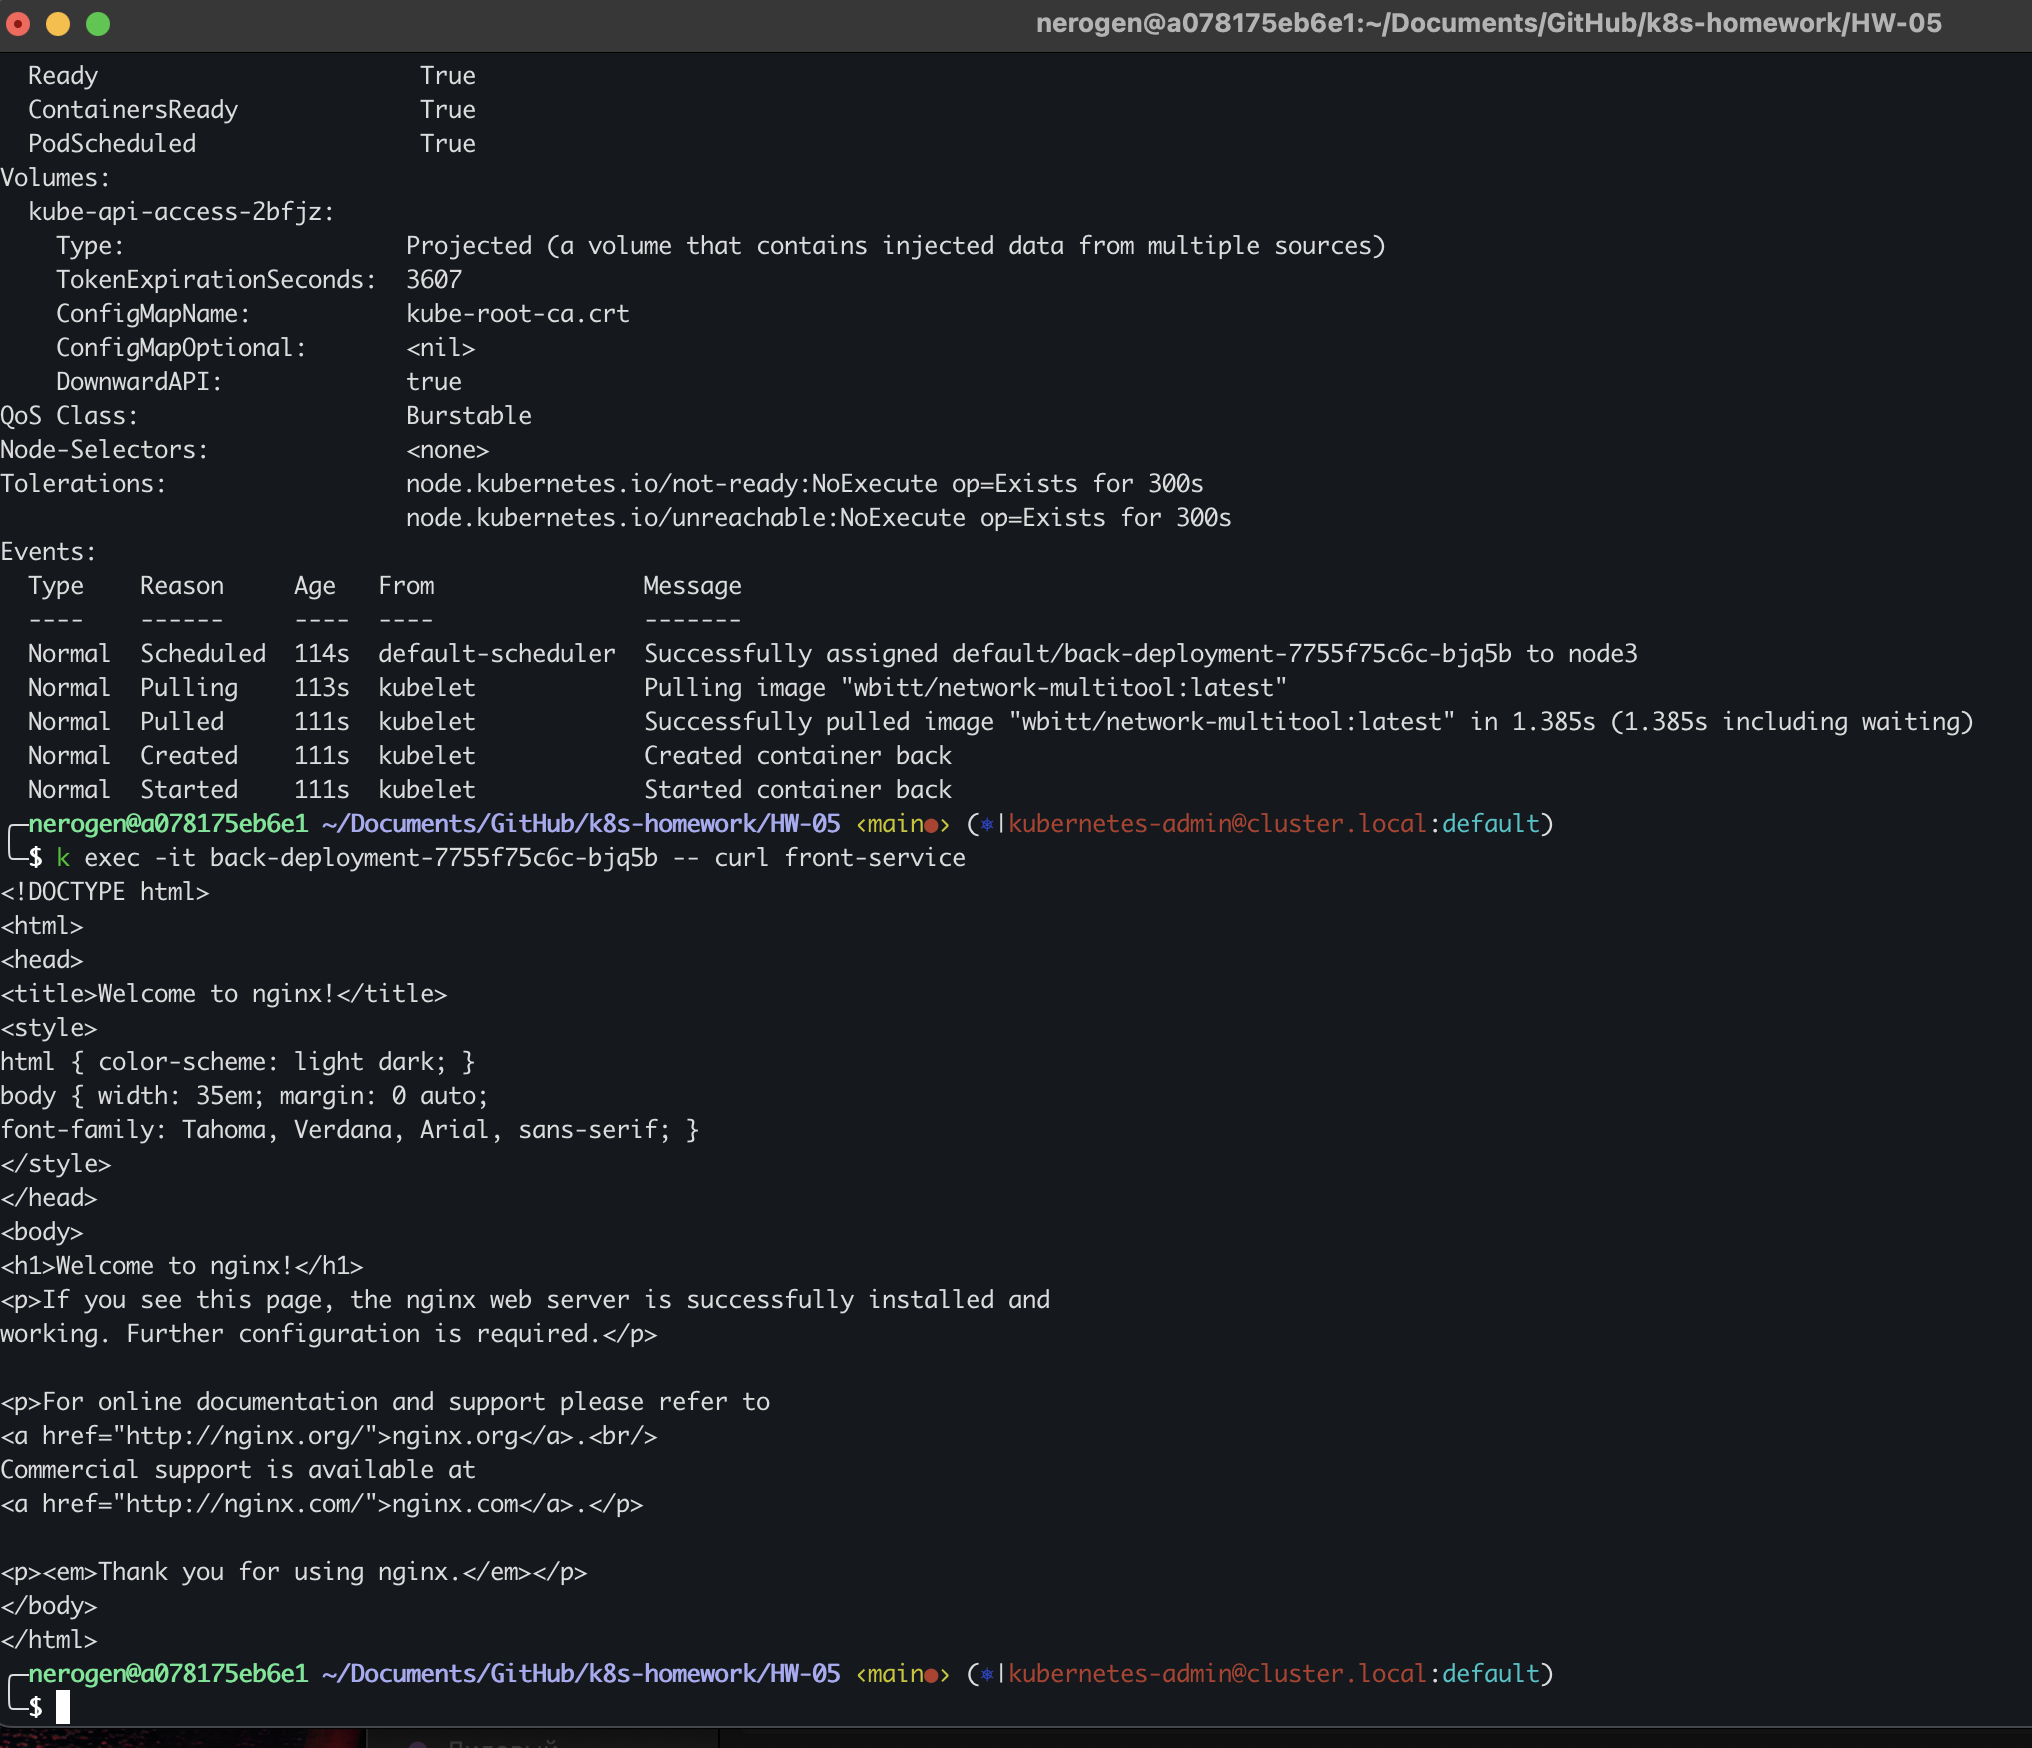 nerogen@a078175eb6e1:~/Documents/GitHub/k8s-homework/HW-05
  Ready                       True
  ContainersReady             True
  PodScheduled                True
Volumes:
  kube-api-access-2bfjz:
    Type:                    Projected (a volume that contains injected data from multiple sources)
    TokenExpirationSeconds:  3607
    ConfigMapName:           kube-root-ca.crt
    ConfigMapOptional:       <nil>
    DownwardAPI:             true
QoS Class:                   Burstable
Node-Selectors:              <none>
Tolerations:                 node.kubernetes.io/not-ready:NoExecute op=Exists for 300s
                             node.kubernetes.io/unreachable:NoExecute op=Exists for 300s
Events:
  Type    Reason     Age   From               Message
  ----    ------     ----  ----               -------
  Normal  Scheduled  114s  default-scheduler  Successfully assigned default/back-deployment-7755f75c6c-bjq5b to node3
  Normal  Pulling    113s  kubelet            Pulling image "wbitt/network-multitool:latest"
  Normal  Pulled     111s  kubelet            Successfully pulled image "wbitt/network-multitool:latest" in 1.385s (1.385s including waiting)
  Normal  Created    111s  kubelet            Created container back
  Normal  Started    111s  kubelet            Started container back
╭─nerogen@a078175eb6e1 ~/Documents/GitHub/k8s-homework/HW-05 ‹main●› (⎈|kubernetes-admin@cluster.local:default)
╰─$ k exec -it back-deployment-7755f75c6c-bjq5b -- curl front-service
<!DOCTYPE html>
<html>
<head>
<title>Welcome to nginx!</title>
<style>
html { color-scheme: light dark; }
body { width: 35em; margin: 0 auto;
font-family: Tahoma, Verdana, Arial, sans-serif; }
</style>
</head>
<body>
<h1>Welcome to nginx!</h1>
<p>If you see this page, the nginx web server is successfully installed and
working. Further configuration is required.</p>

<p>For online documentation and support please refer to
<a href="http://nginx.org/">nginx.org</a>.<br/>
Commercial support is available at
<a href="http://nginx.com/">nginx.com</a>.</p>

<p><em>Thank you for using nginx.</em></p>
</body>
</html>
╭─nerogen@a078175eb6e1 ~/Documents/GitHub/k8s-homework/HW-05 ‹main●› (⎈|kubernetes-admin@cluster.local:default)
╰─$